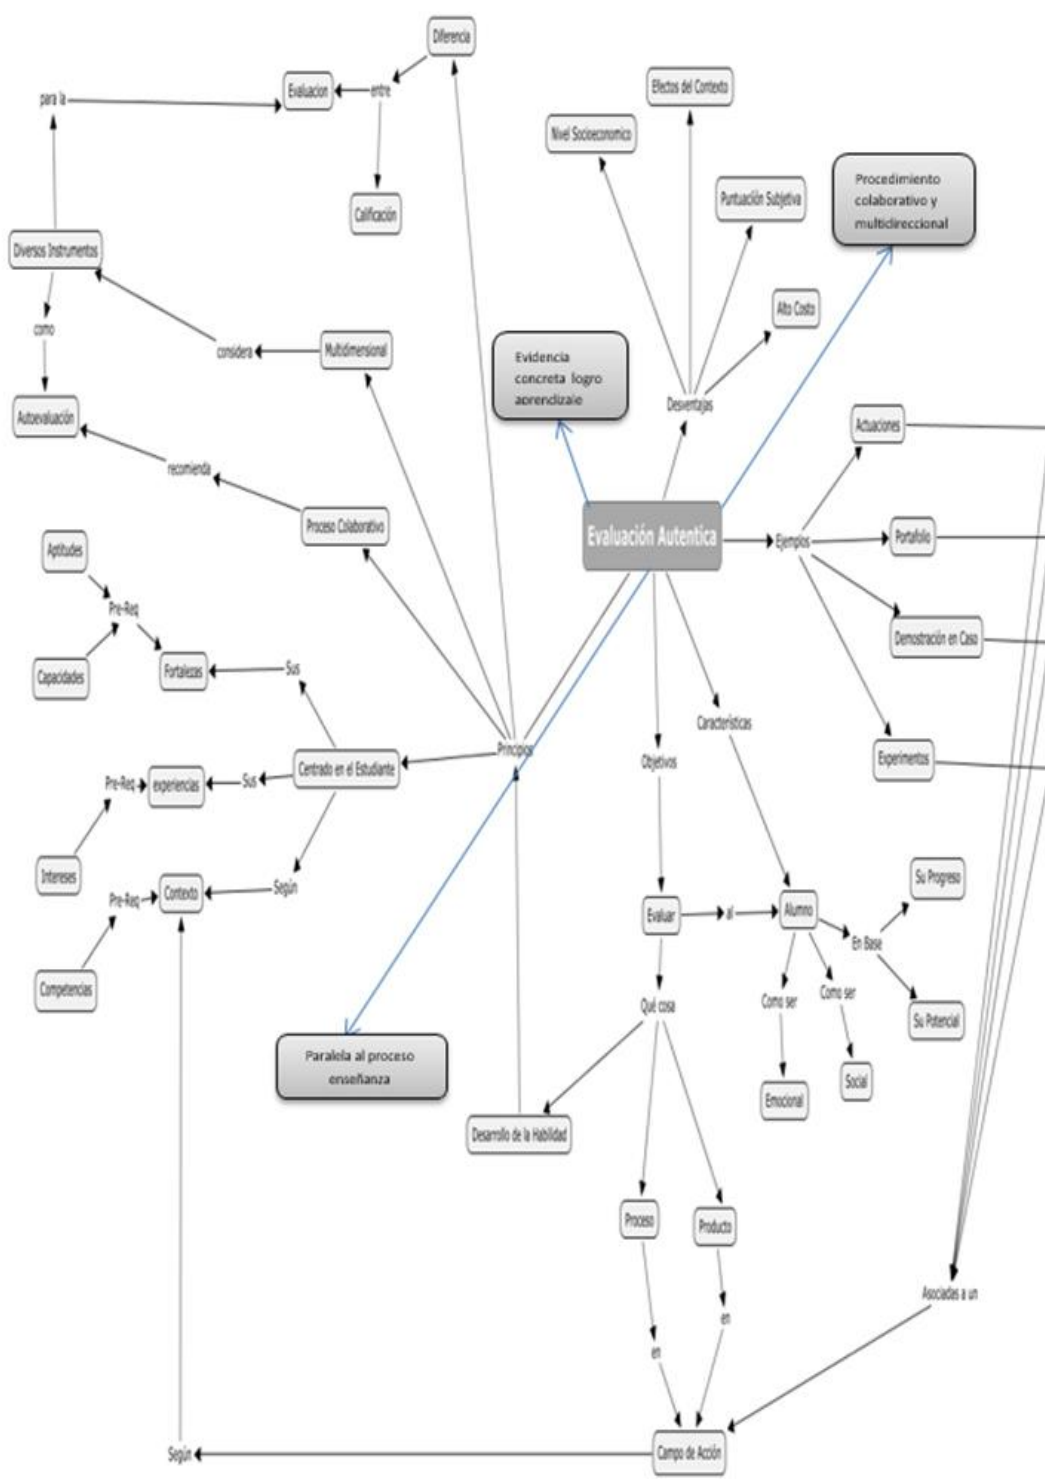 Diferencia
Evaluacion
entre
para la
Calificación
Efectos del Contexto
Nivel Socioeconomico
Puntuación Subjetiva
Procedimiento
colaborativo y
multidireccional
Diversos Instrumentos
como
considera
Multidimensional
Alto Costo
Evidencia
concreta logro
aprendizaje
Desventajas
Autoevaluación
recomienda
Proceso Colaborativo
Actuaciones
Evaluación Autentica
Ejemplos
Portafolio
Aptitudes
Pre-Req
Capacidades
Fortalezas
Sus
Demostración en Caso
Características
Principios
Objetivos
Experimentos
Centrado en el Estudiante
Pre-Req
experiencias
Sus
Intereses
Pre-Req
Contexto
Según
Competencias
Evaluar
al
Alumno
Su Progreso
En Base
Su Potencial
Qué cosa
Como ser
Como ser
Emocional
Social
Paralela al proceso
enseñanza
Desarrollo de la Habilidad
Proceso
Producto
en
en
Asociadas a un
Según
Campo de Acción